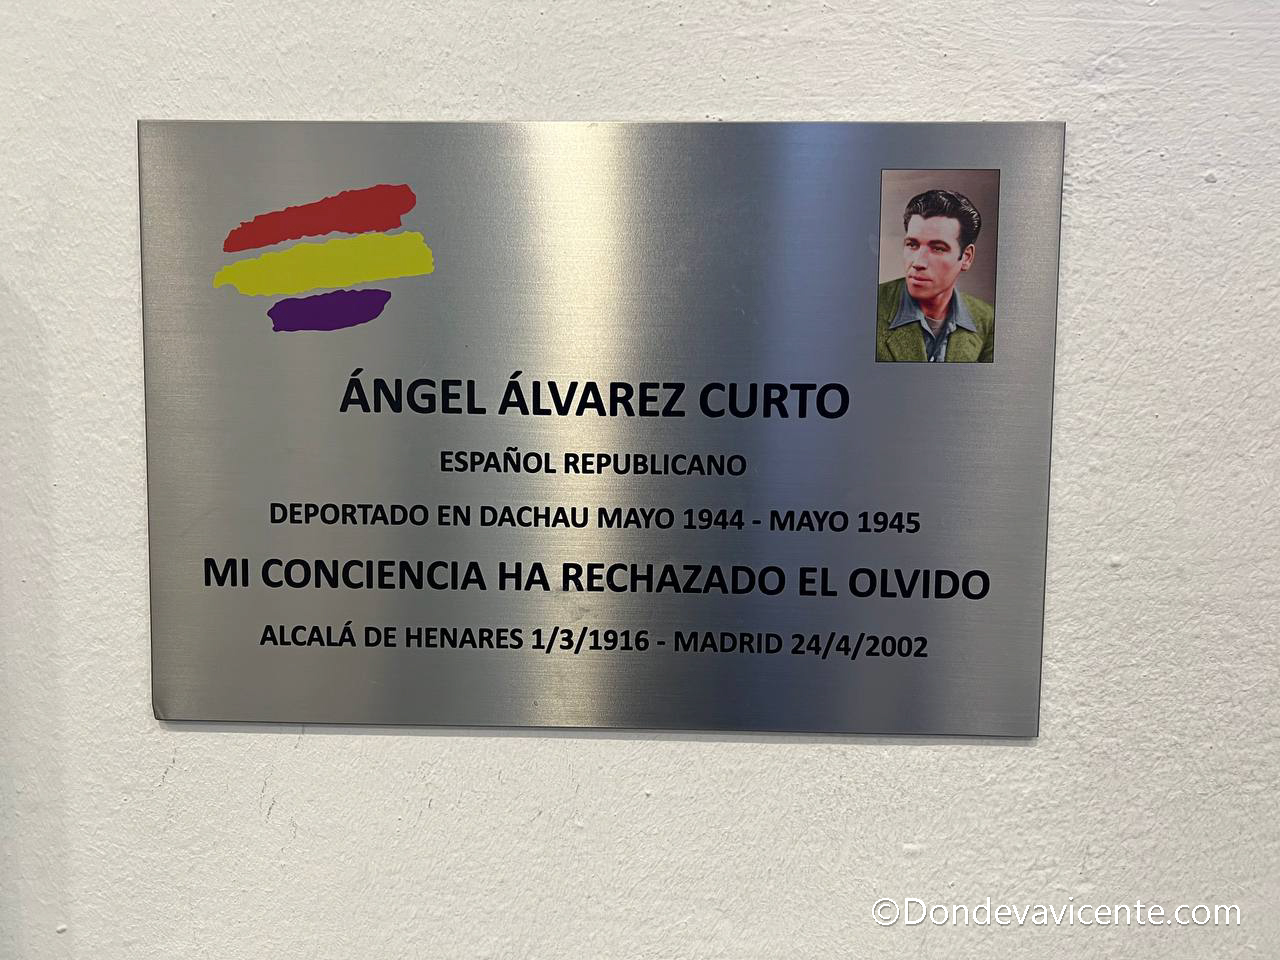 ÁNGEL ÁLVAREZ CURTO
ESPAÑOL REPUBLICANO
DEPORTADO EN DACHAU MAYO 1944 - MAYO 1945
MI CONCIENCIA HA RECHAZADO EL OLVIDO
ALCALÁ DE HENARES 1/3/1916 - MADRID 24/4/2002
©Dondevavicente.com